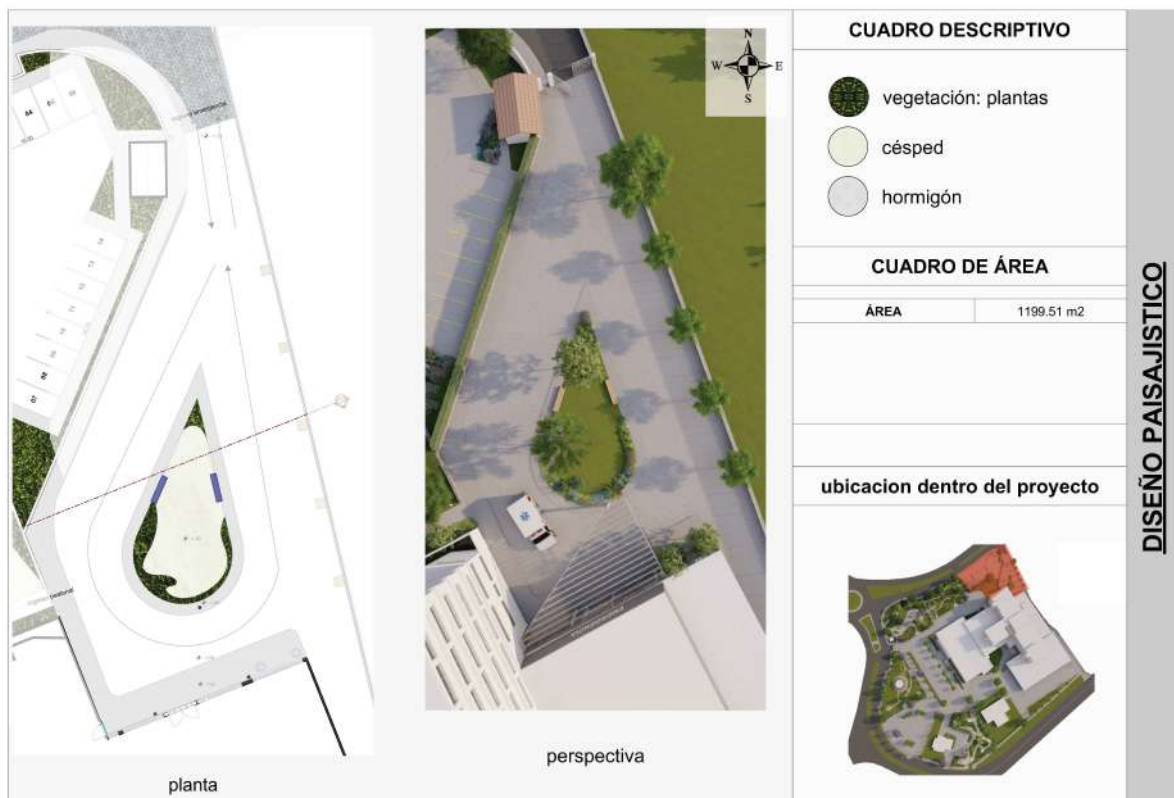 CUADRO DESCRIPTIVO
vegetación: plantas
césped
hormigón
CUADRO DE ÁREA
ÁREA
1199.51 m2
ubicacion dentro del proyecto
DISEÑO PAISAJISTICO
N
W
E
S
planta
perspectiva